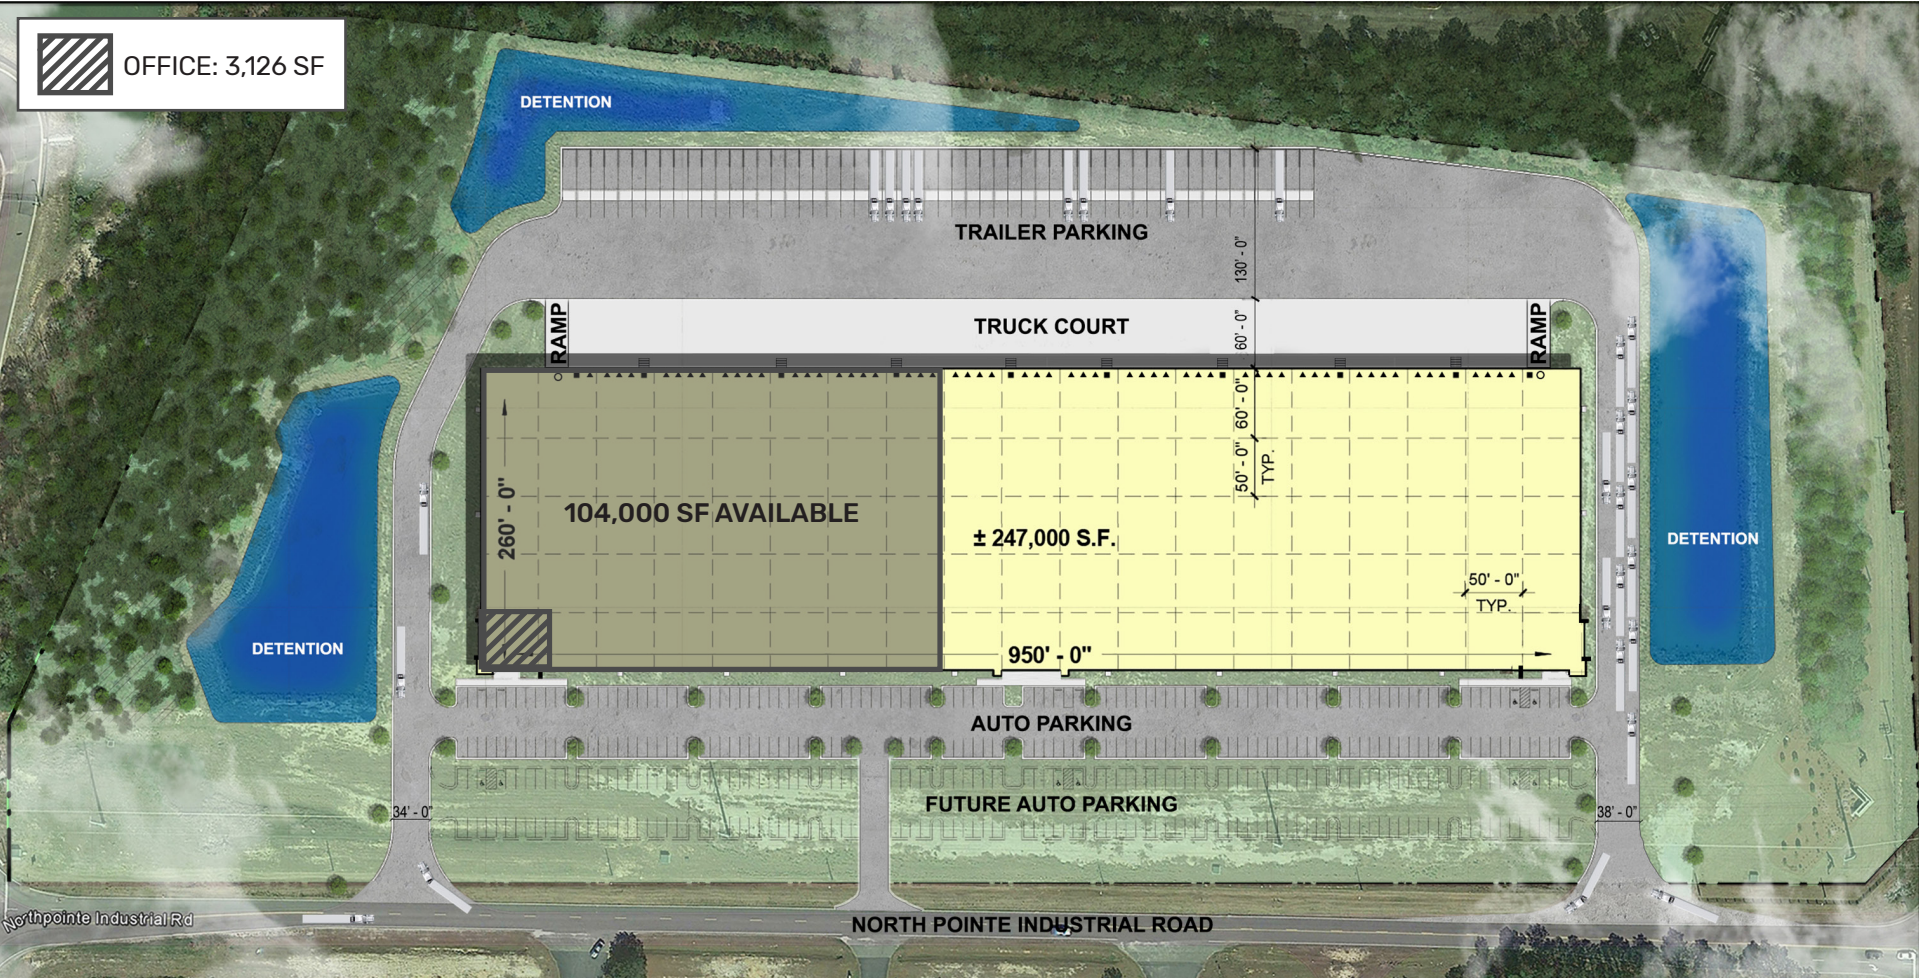 OFFICE: 3,126 SF
DETENTION
TRAILER PARKING
130' - 0"
RAMP
TRUCK COURT
60' - 0"
RAMP
260' - 0"
104,000 SF AVAILABLE
± 247,000 S.F.
60' - 0"
50' - 0"
TYP.
50' - 0"
TYP.
950' - 0"
DETENTION
DETENTION
AUTO PARKING
FUTURE AUTO PARKING
34' - 0"
38' - 0"
Northpointe Industrial Rd
NORTH POINTE INDUSTRIAL ROAD